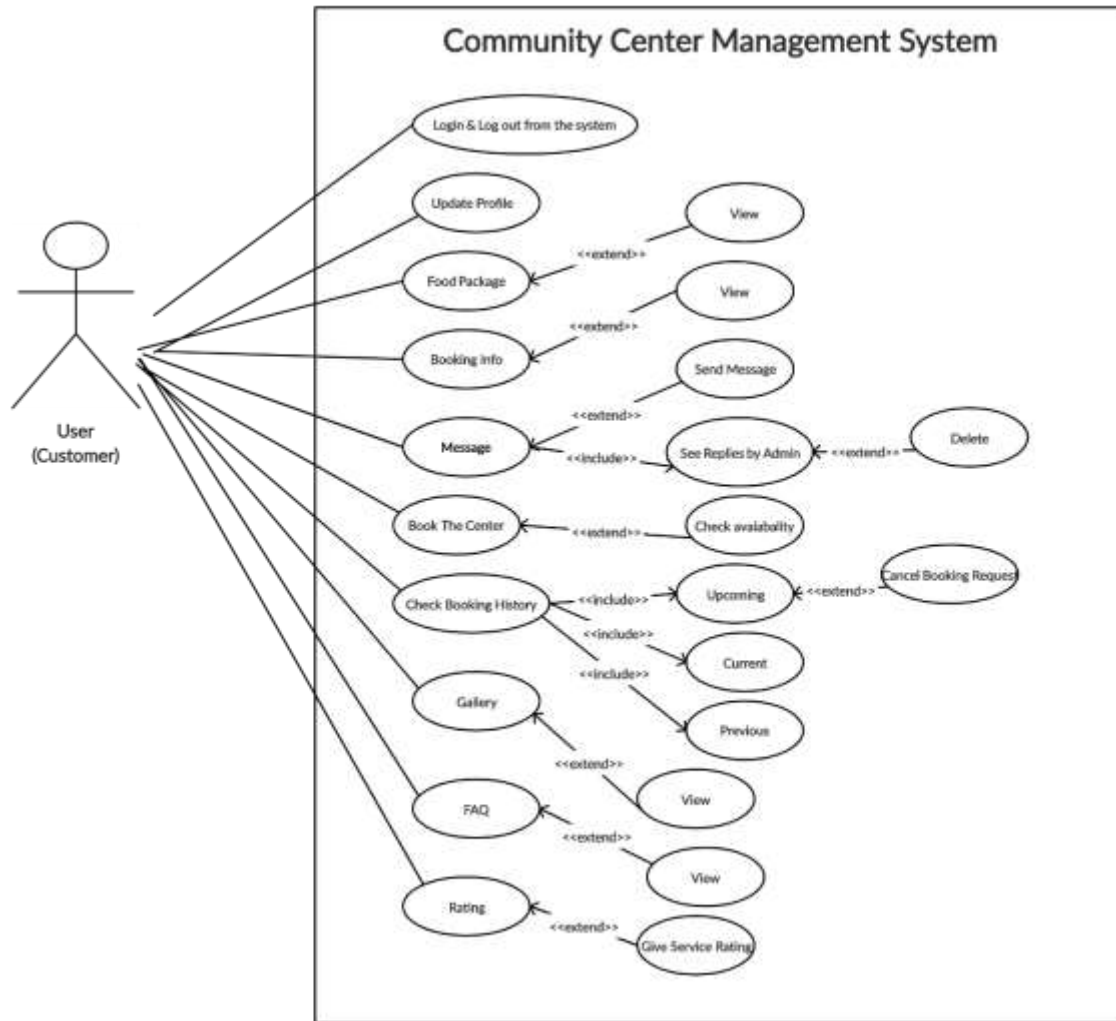 Community Center Management System
Login & Log out from the system
Update Profile
View
<<extend>>
Food Package
View
<<extend>>
Booking Info
Send Message
<<extend>>
Message
<<include>>
See Replies by Admin
<<extend>>
Delete
User
(Customer)
Book The Center
<<extend>>
Check avalabality
Cancel Booking Request
Check Booking History
<<include>>
Upcoming
<<extend>>
<<include>>
Current
<<include>>
Gallery
Previous
<<extend>>
View
FAQ
<<extend>>
View
Rating
<<extend>>
Give Service Rating